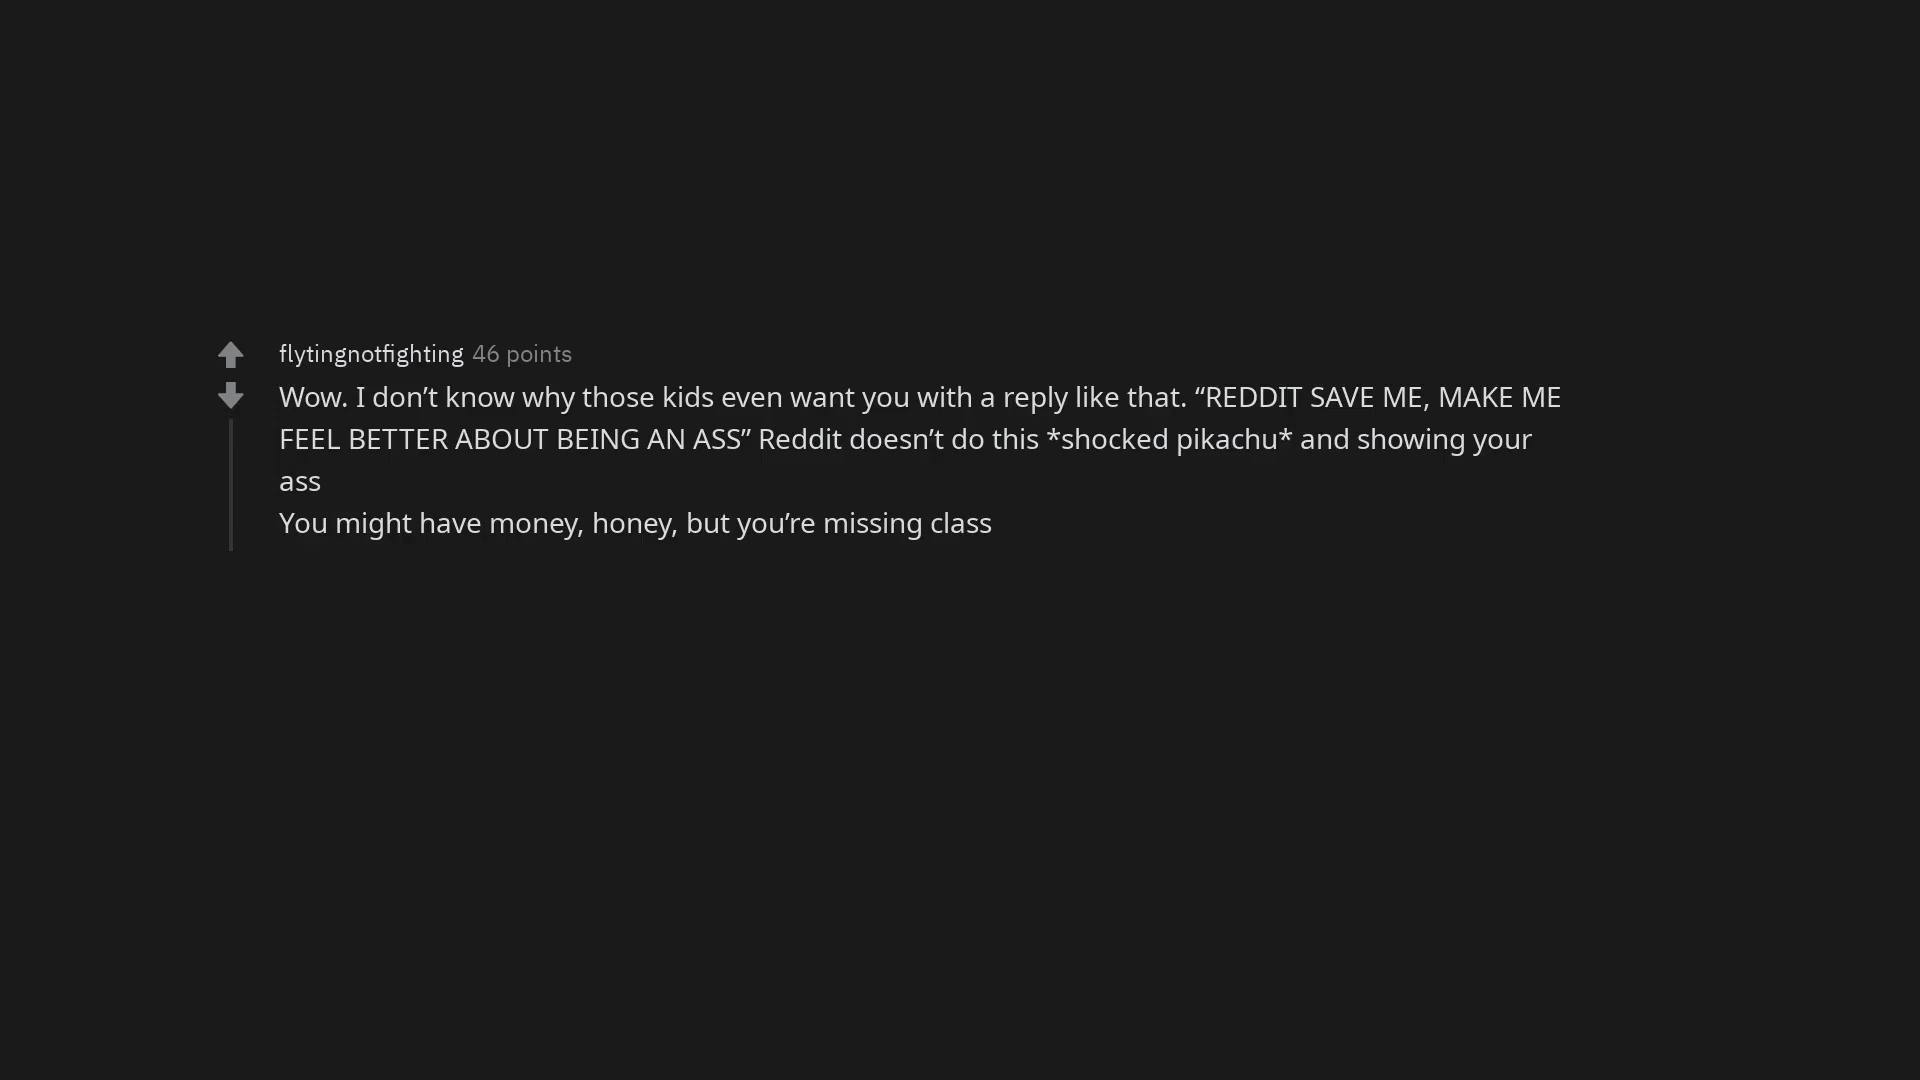 flytingnotfighting 46 points
Wow. I don’t know why those kids even want you with a reply like that. “REDDIT SAVE ME, MAKE ME
FEEL BETTER ABOUT BEING AN ASS” Reddit doesn’t do this *shocked pikachu* and showing your
ass
You might have money, honey, but you’re missing class